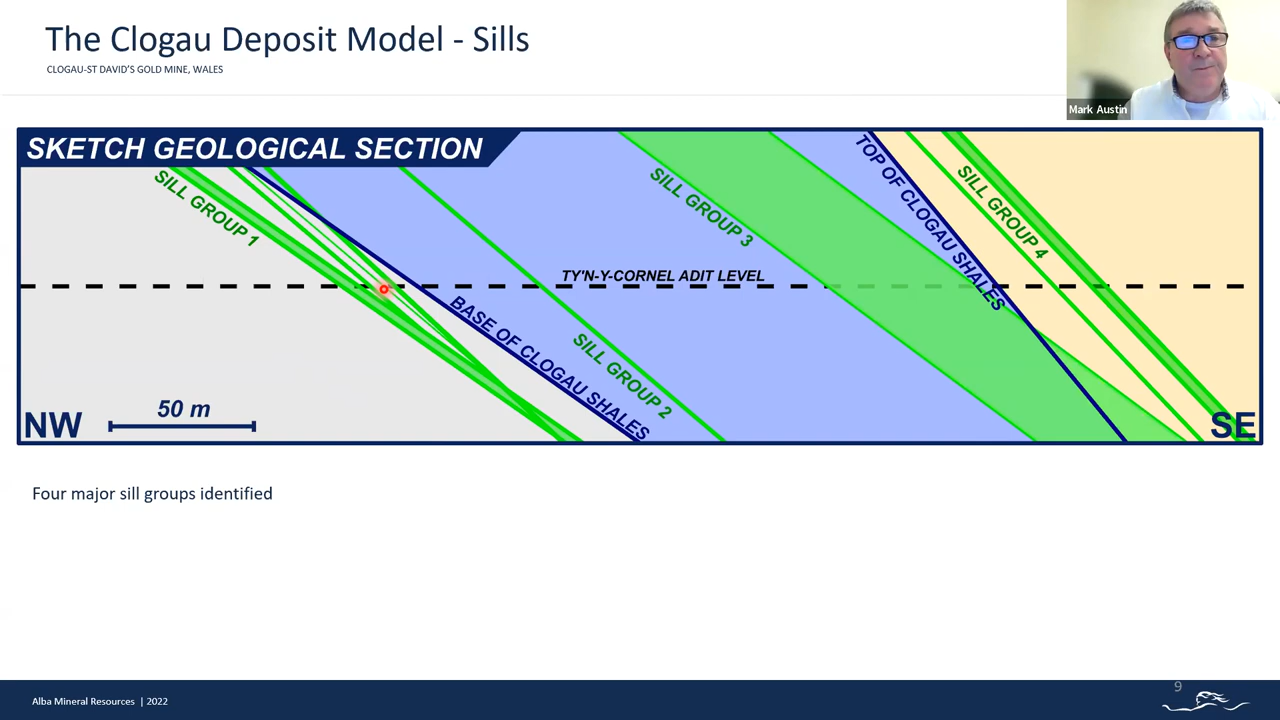 The Clogau Deposit Model - Sills
CLOGAU-ST DAVID'S GOLD MINE, WALES
Mark Austin
SKETCH GEOLOGICAL SECTION
SILL GROUP 1
SILL GROUP 3
TOP OF CLOGAU SHALES
SILL GROUP 4
TY'N-Y-CORNEL ADIT LEVEL
BASE OF CLOGAU SHALES
SILL GROUP 2
50 m
NW
SE
Four major sill groups identified
Alba Mineral Resources | 2022
9